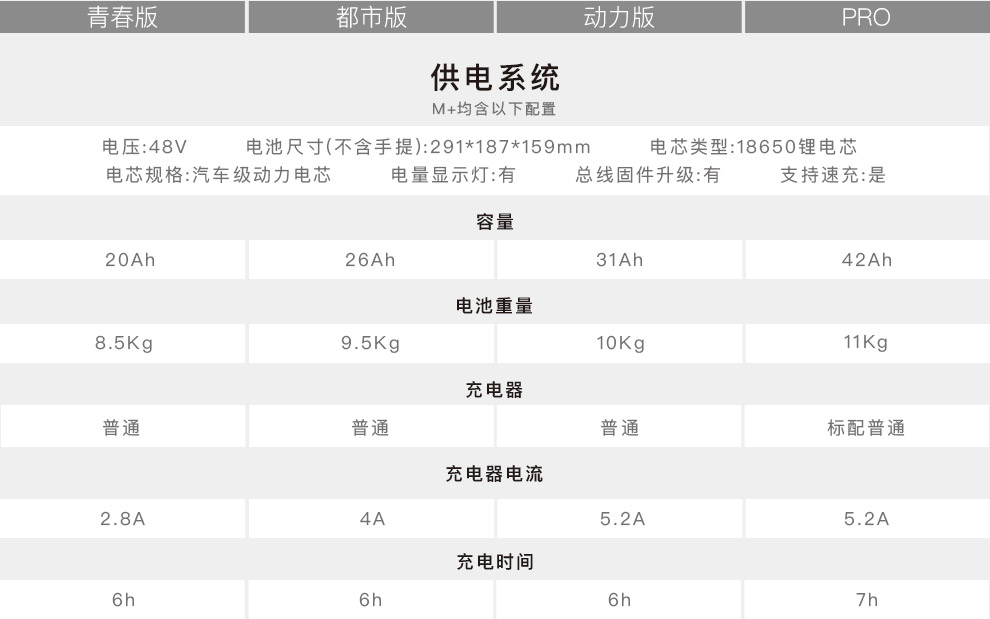 青春版 都市版 动力版 PRO
供电系统
M+均含以下配置
电压:48V 电池尺寸(不含手提):291*187*159mm 电芯类型:18650锂电芯
电芯规格:汽车级动力电芯 电量显示灯:有 总线固件升级:有 支持速充:是
容量
20Ah 26Ah 31Ah 42Ah
电池重量
8.5Kg 9.5Kg 10Kg 11Kg
充电器
普通 普通 普通 标配普通
充电器电流
2.8A 4A 5.2A 5.2A
充电时间
6h 6h 6h 7h